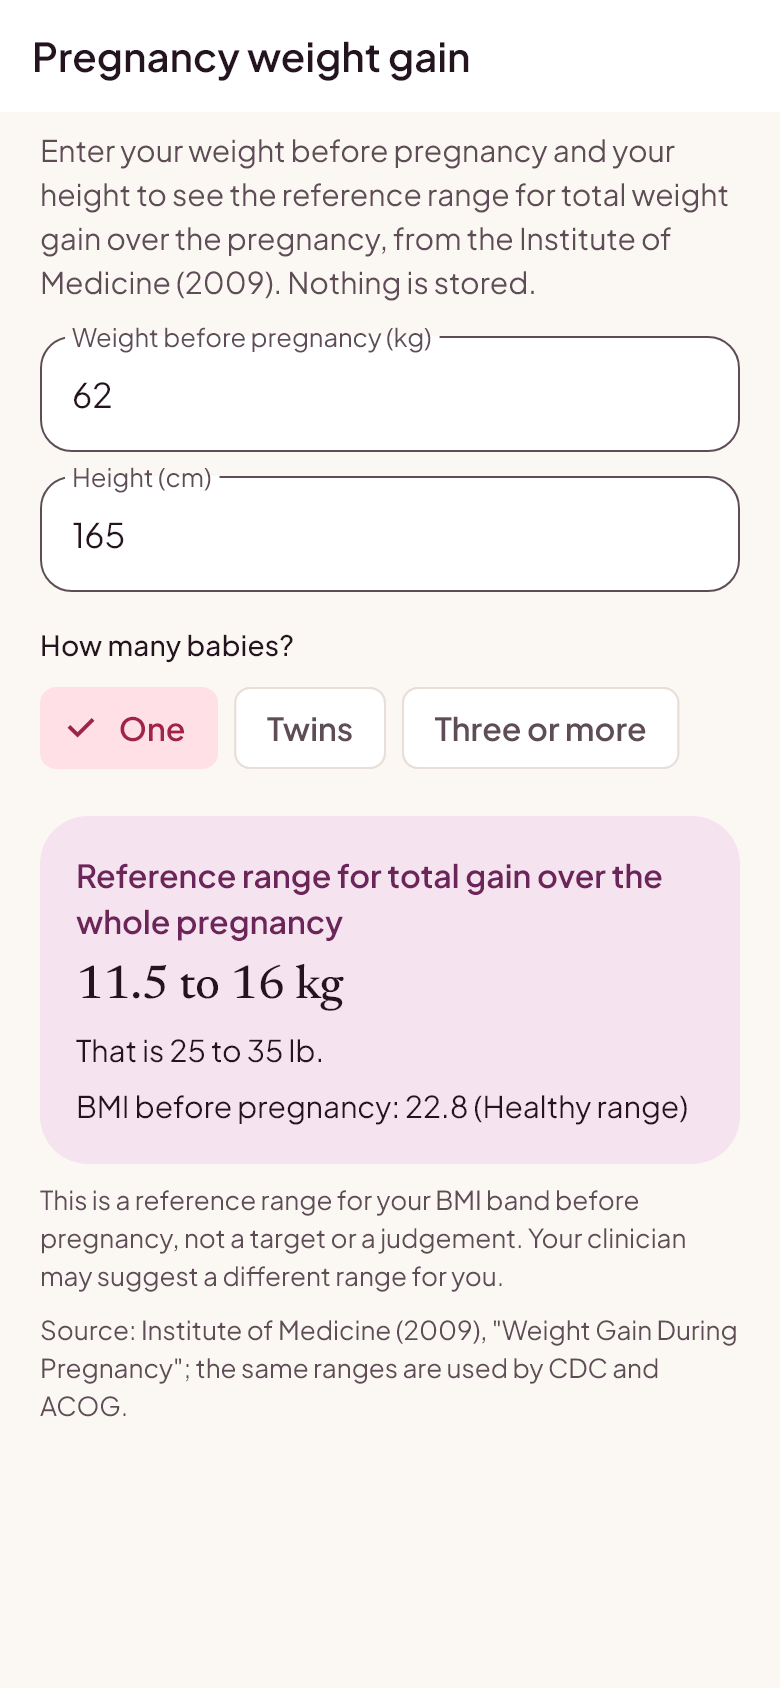 Pregnancy weight gain
Enter your weight before pregnancy and your
height to see the reference range for total weight
gain over the pregnancy, from the Institute of
Medicine (2009). Nothing is stored.
Weight before pregnancy (kg)
62
Height (cm)
165
How many babies?
One
Twins
Three or more
Reference range for total gain over the
whole pregnancy
11.5 to 16 kg
That is 25 to 35 lb.
BMI before pregnancy: 22.8 (Healthy range)
This is a reference range for your BMI band before
pregnancy, not a target or a judgement. Your clinician
may suggest a different range for you.
Source: Institute of Medicine (2009), "Weight Gain During
Pregnancy"; the same ranges are used by CDC and
ACOG.